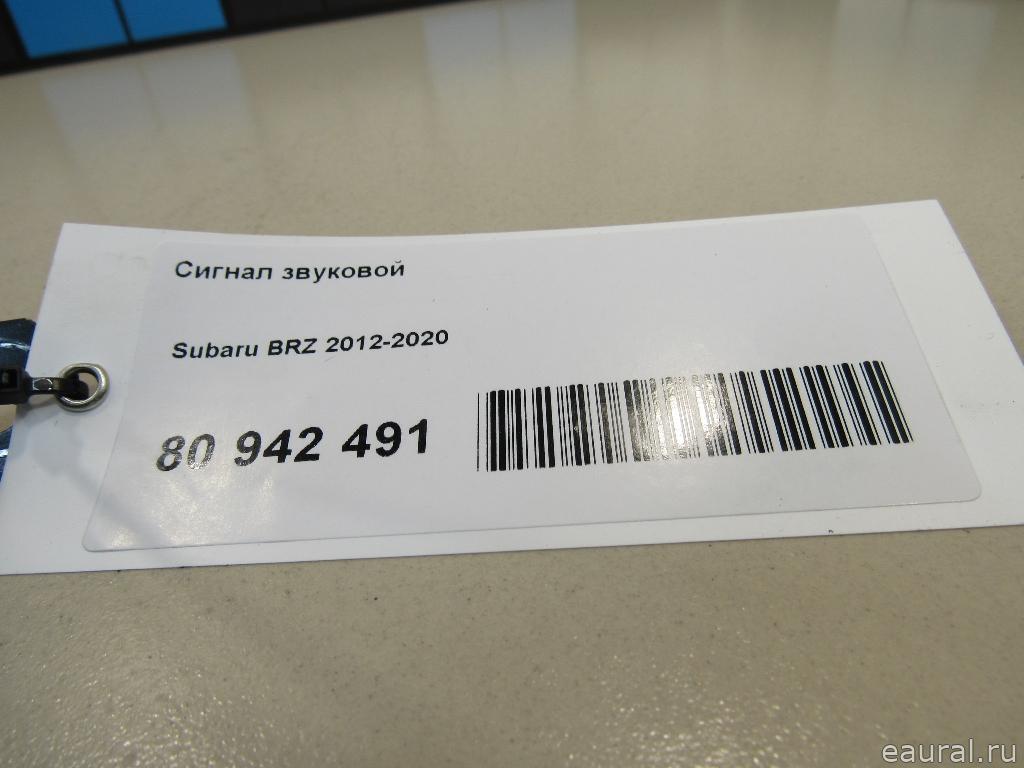 Сигнал звуковой
Subaru BRZ 2012-2020
80 942 491
eaural.ru